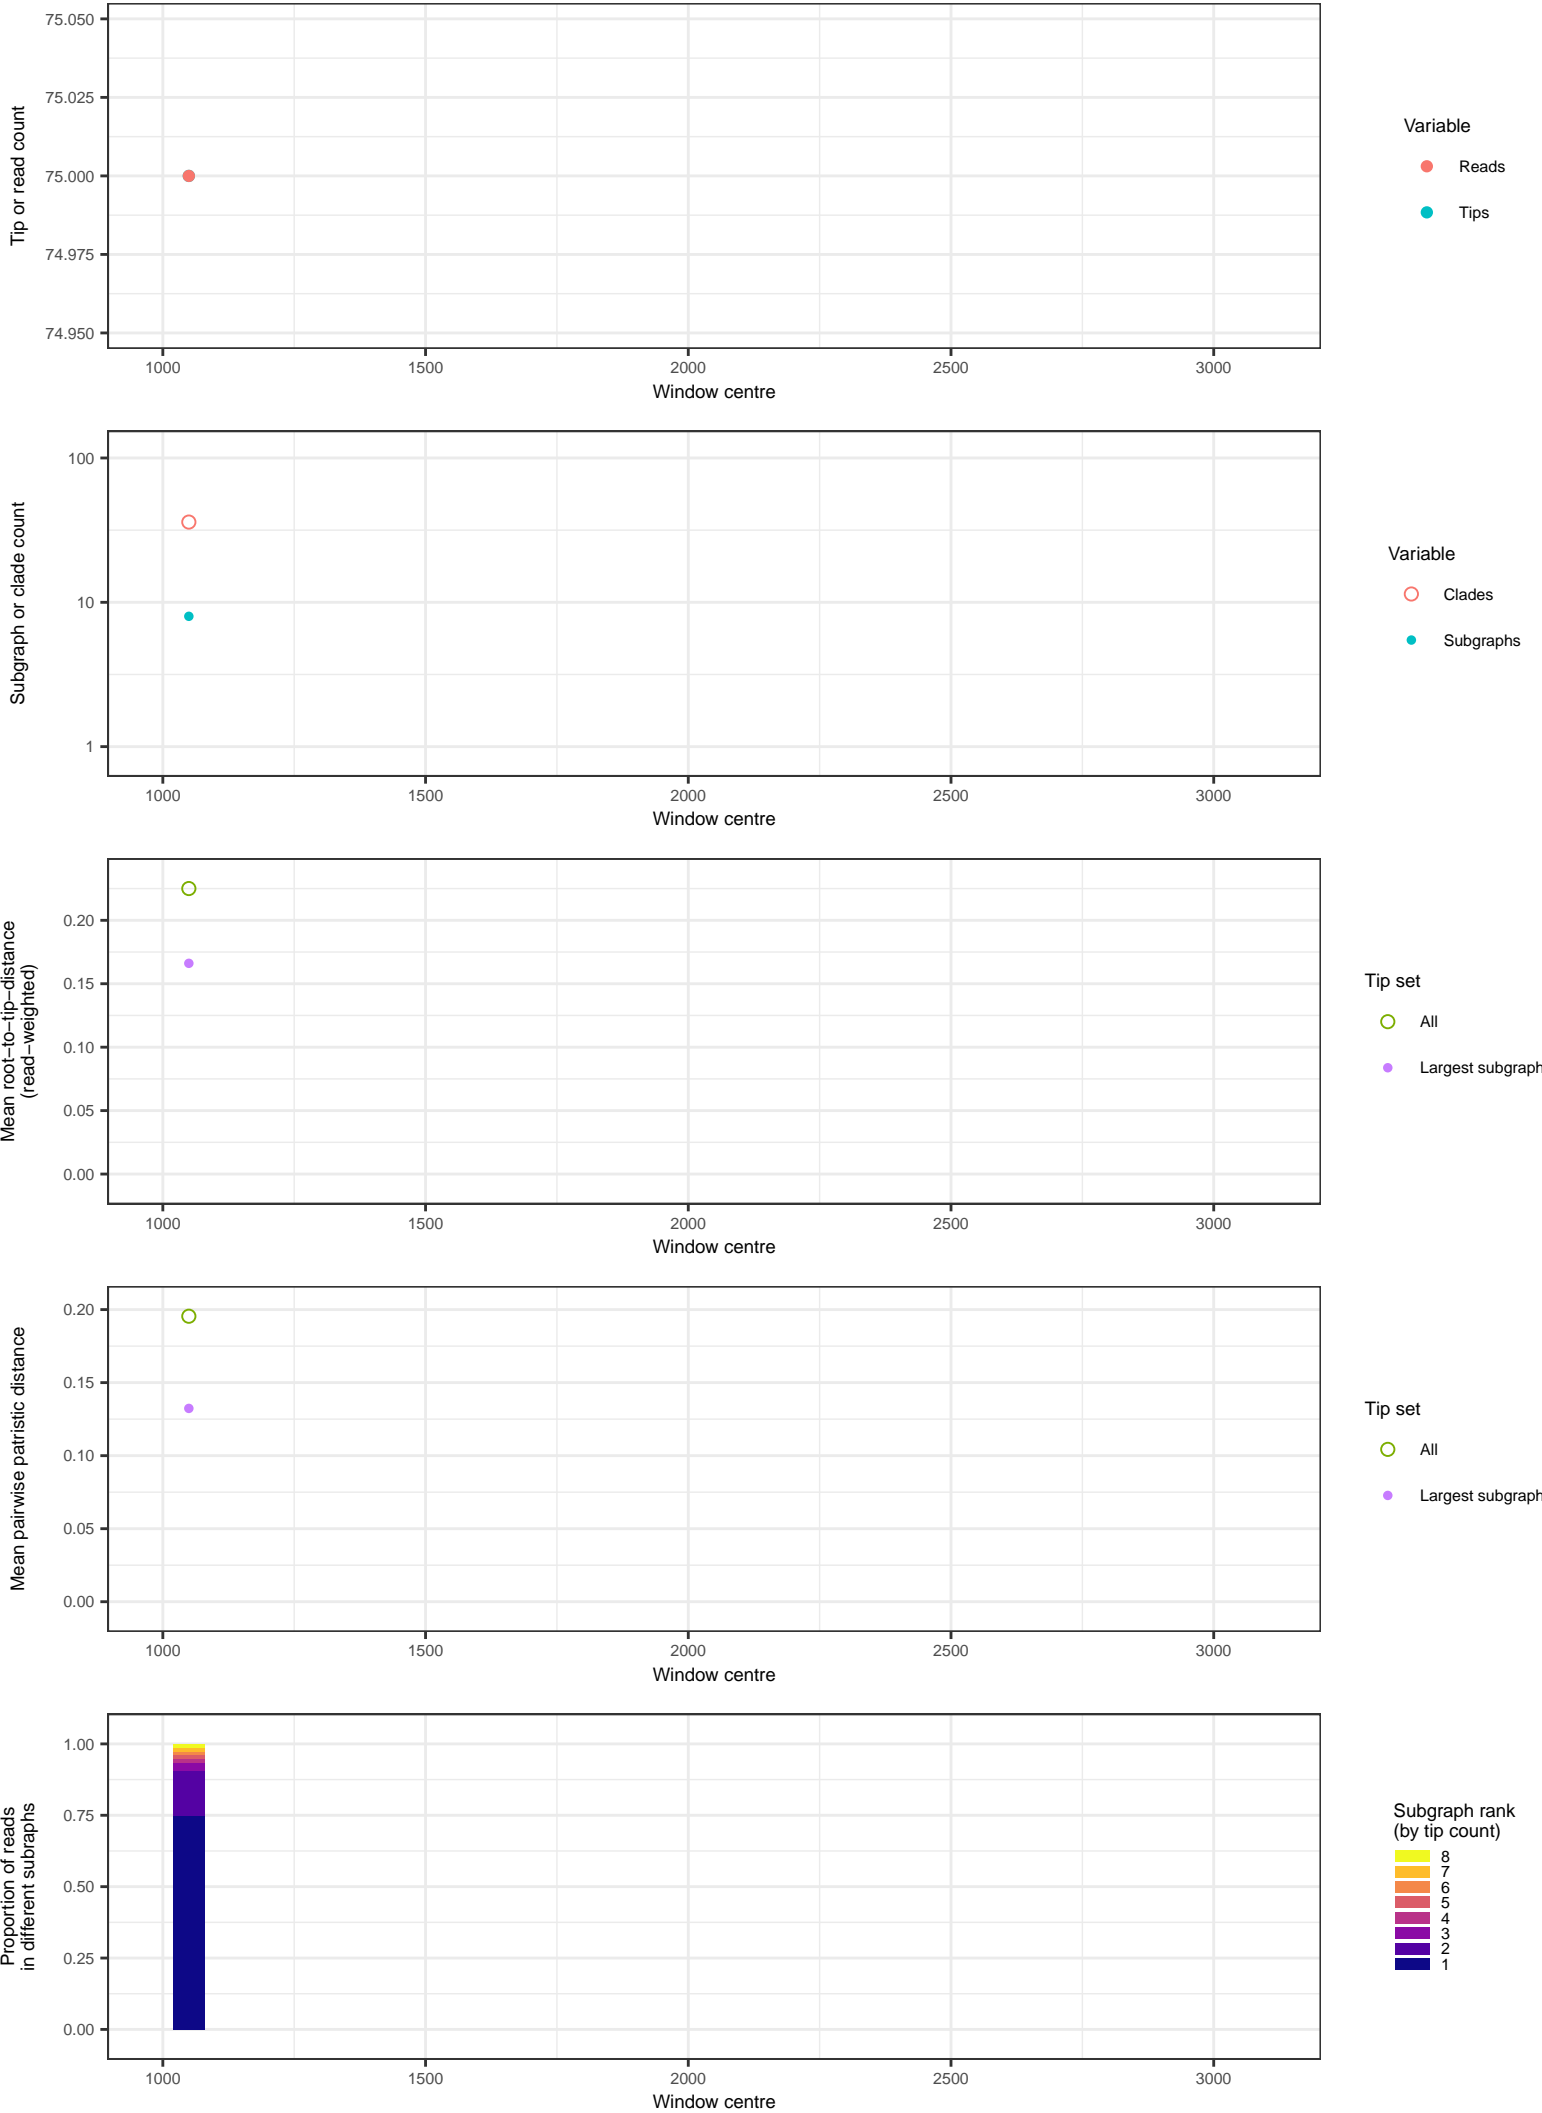 75.050
75.025
75.000
74.975
74.950
Tip or read count
1000 1500 2000 2500 3000
Window centre
Variable
Reads
Tips
100
10
1
Subgraph or clade count
1000 1500 2000 2500 3000
Window centre
Variable
Clades
Subgraphs
0.20
0.15
0.10
0.05
0.00
Mean root−to−tip−distance
(read−weighted)
1000 1500 2000 2500 3000
Window centre
Tip set
All
Largest subgraph
0.20
0.15
0.10
0.05
0.00
Mean pairwise patristic distance
1000 1500 2000 2500 3000
Window centre
Tip set
All
Largest subgraph
1.00
0.75
0.50
0.25
0.00
Proportion of reads
in different subraphs
1000 1500 2000 2500 3000
Window centre
Subgraph rank
(by tip count)
8
7
6
5
4
3
2
1